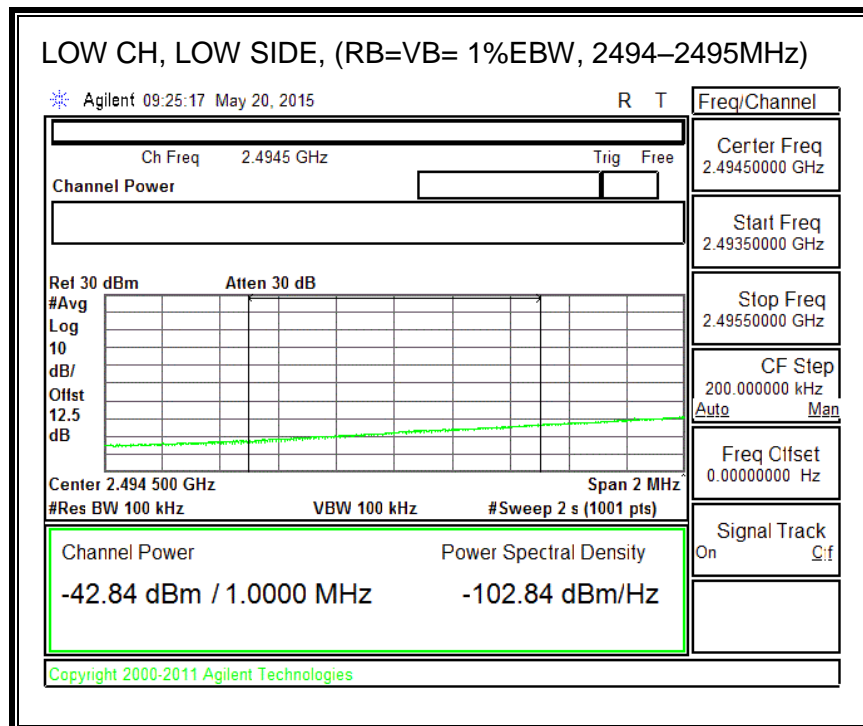 LOW CH, LOW SIDE, (RB=VB= 1%EBW, 2494–2495MHz)
Agilent 09:25:17 May 20, 2015 R T
Freq/Channel
Ch Freq 2.4945 GHz Trig Free
Channel Power
Center Freq
2.49450000 GHz
Start Freq
2.49350000 GHz
Stop Freq
2.49550000 GHz
CF Step
200.000000 kHz
Auto Man
Freq Offset
0.00000000 Hz
Signal Track
On Off
Ref 30 dBm Atten 30 dB
#Avg
Log
10
dB/
Offst
12.5
dB
Center 2.494 500 GHz Span 2 MHz
#Res BW 100 kHz VBW 100 kHz #Sweep 2 s (1001 pts)
Channel Power Power Spectral Density
-42.84 dBm / 1.0000 MHz -102.84 dBm/Hz
Copyright 2000-2011 Agilent Technologies